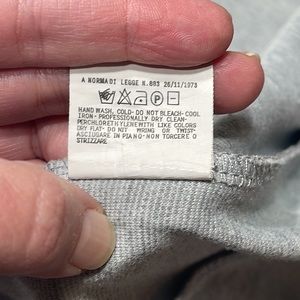 A NORMA DI LEGGE N.883 26/11/1973
HAND WASH, COLD- DO NOT BLEACH-COOL
IRON- PROFESSIONALLY DRY CLEAN-
PERCHLORETHYLENE WITH LIKE COLORS
DRY FLAT- DO NOT WRING OR TWIST-
ASCIUGARE IN PIANO-NON TORCERE O
STRIZZARE